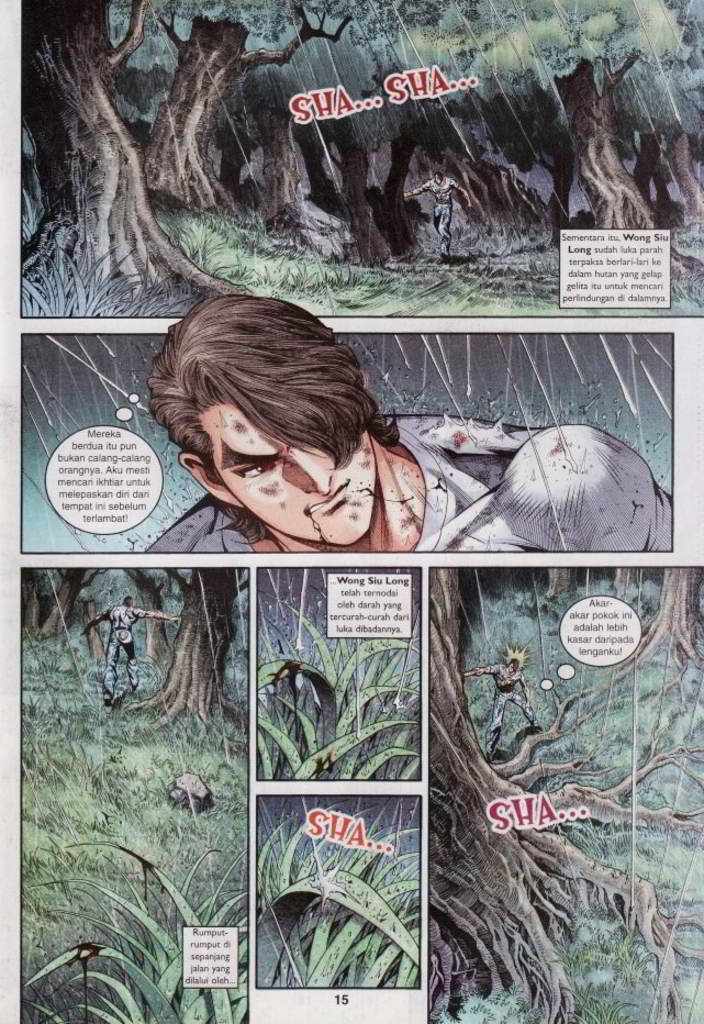 SHA... SHA...
Sementara itu, Wong Siu
Long sudah luka parah
terpaksa berlari-lari ke
dalam hutan yang gelap
gelita itu untuk mencari
perlindungan di dalamnya.
Mereka
berdua itu pun
bukan calang-calang
orangnya. Aku mesti
mencari ikhtiar untuk
melepaskan diri dari
tempat ini sebelum
terlambat!
Rumput-
rumput di
sepanjang
jalan yang
dilalui oleh...
...Wong Siu Long
telah ternodai
oleh darah yang
tercurah-curah dari
luka dibadannya.
SHA...
Akar-
akar pokok ini
adalah lebih
kasar daripada
lenganku!
SHA...
15